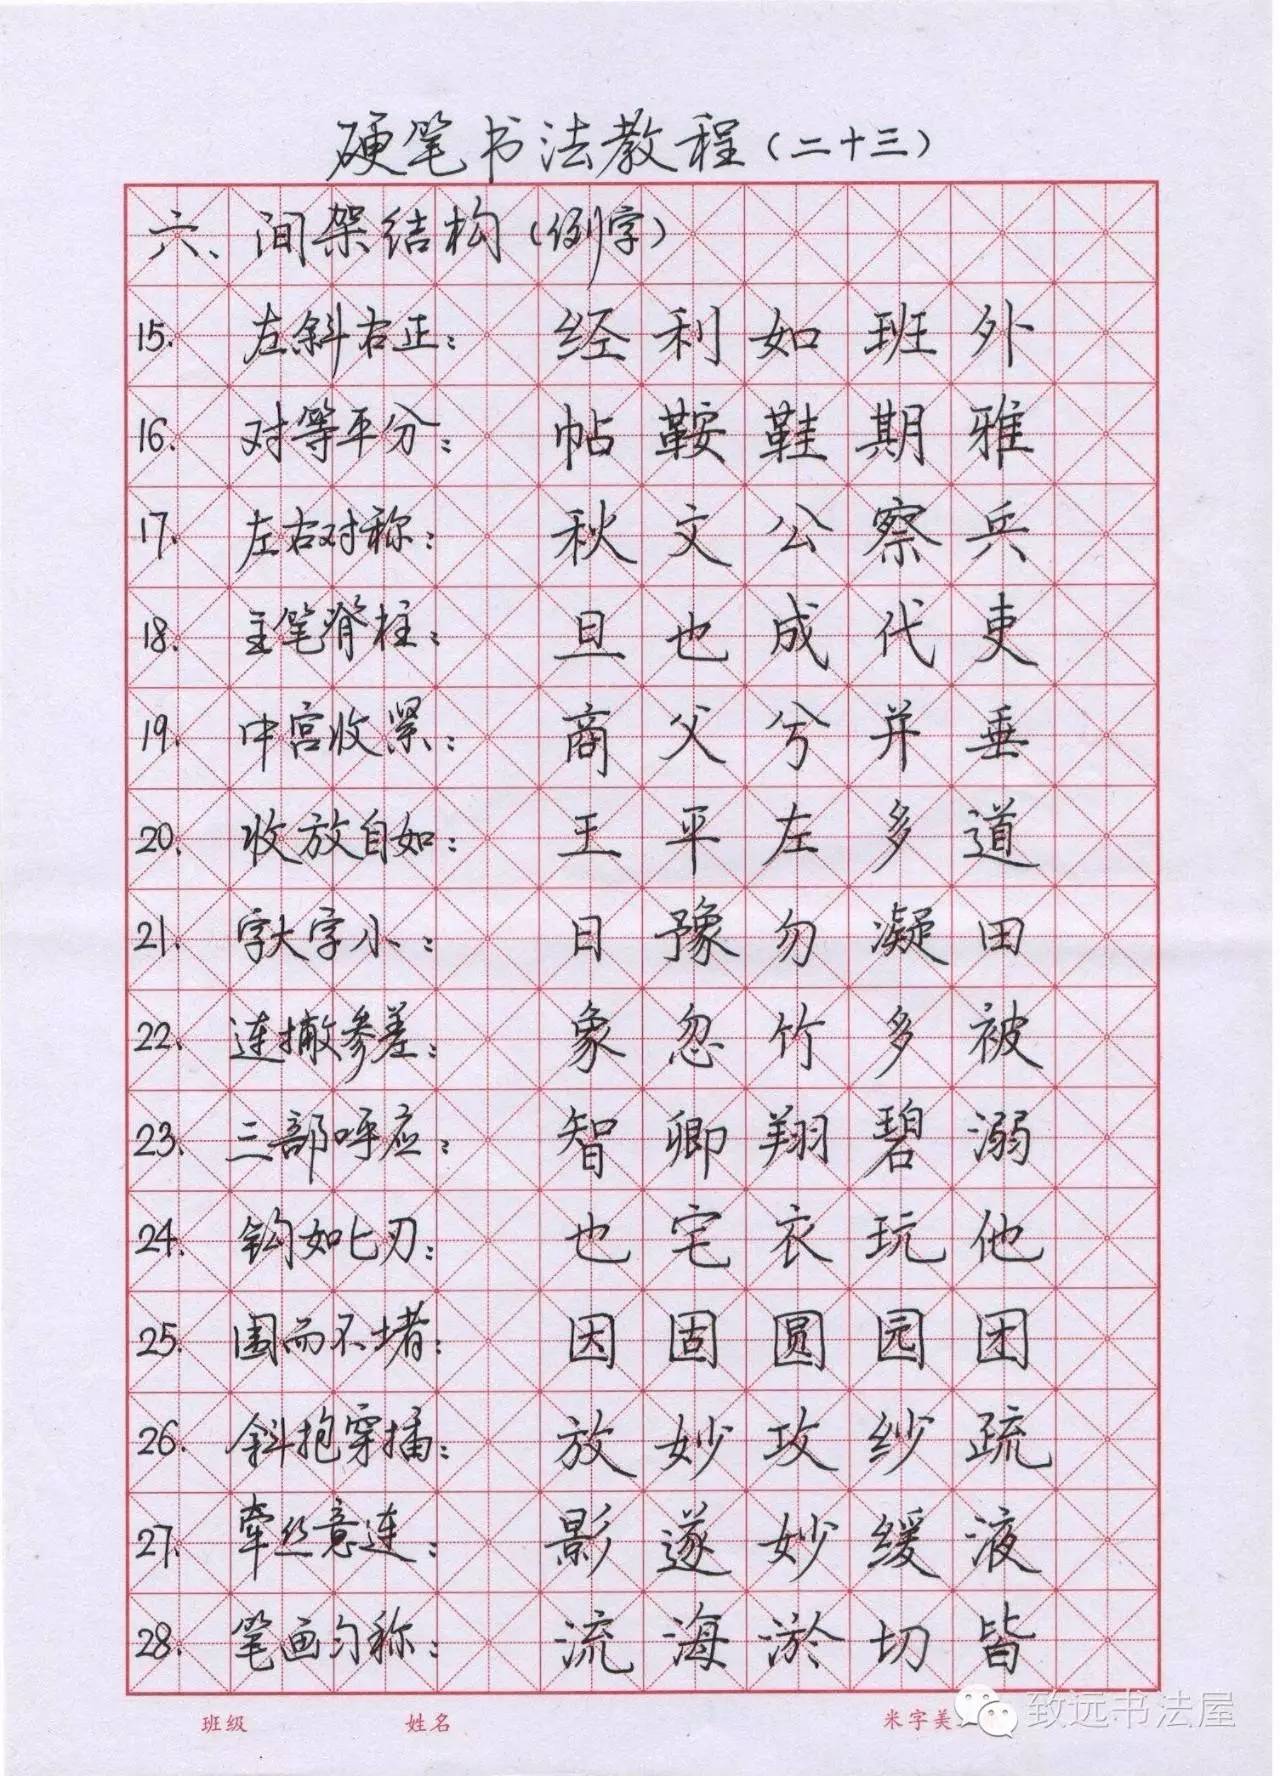 硬笔书法教程(二十三)
六、间架结构(例字)
15. 左斜右正: 经利如班外
16. 对等平分: 帖鞍鞋期雅
17. 左右对称: 秋文公察兵
18. 主笔脊柱: 旦也成代吏
19. 中宫收紧: 商父兮并垂
20. 收放自如: 王平左多道
21. 字大字小: 日豫勿凝田
22. 连撇参差: 象忽竹多被
23. 三部呼应: 智卿翔碧溺
24. 钩如匕刃: 也宅衣玩他
25. 围而不堵: 因固圆园团
26. 斜抱穿插: 放妙攻纱疏
27. 牵丝意连: 影遂妙缓液
28. 笔画匀称: 流海淤切皆
班级 姓名 米字美
致远书法屋